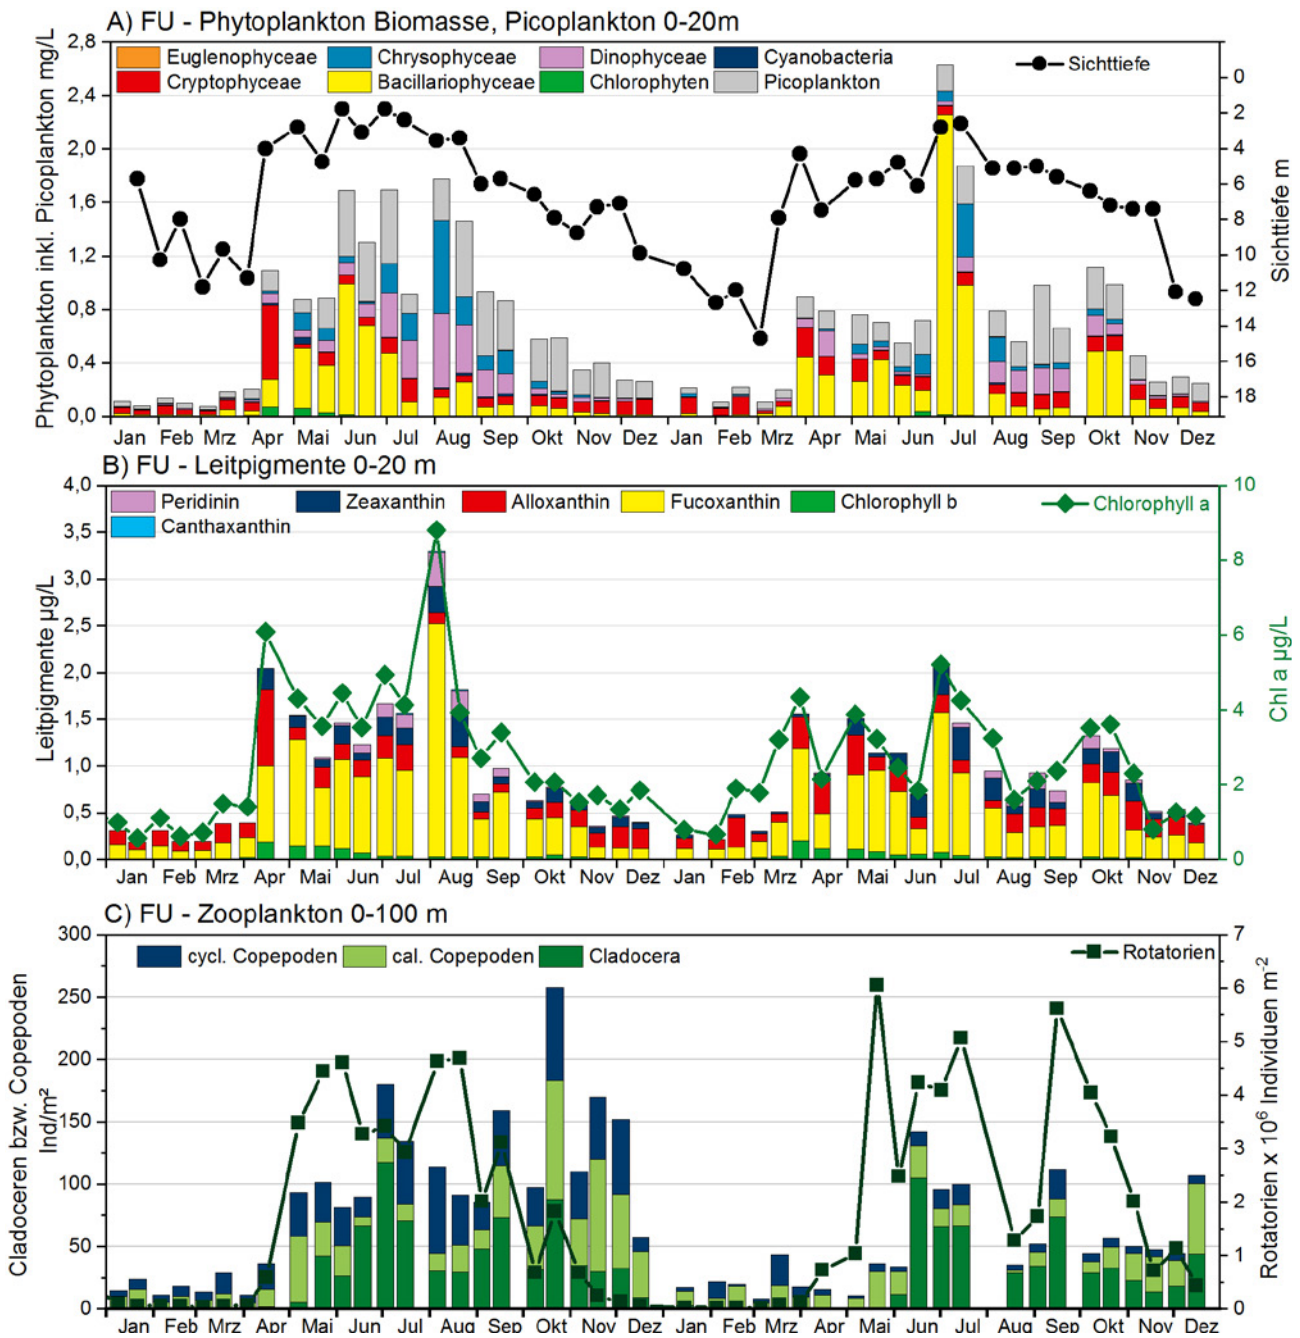 A) FU - Phytoplankton Biomasse, Picoplankton 0-20m
Phytoplankton inkl. Picoplankton mg/L
2,8
2,4
2,0
1,6
1,2
0,8
0,4
0,0
Euglenophyceae Chrysophyceae Dinophyceae Cyanobacteria Sichttiefe
Cryptophyceae Bacillariophyceae Chlorophyten Picoplankton
0
2
4
6
8
10
12
14
16
18
Sichttiefe m
Jan Feb Mrz Apr Mai Jun Jul Aug Sep Okt Nov Dez Jan Feb Mrz Apr Mai Jun Jul Aug Sep Okt Nov Dez
B) FU - Leitpigmente 0-20 m
Leitpigmente µg/L
4,0
3,5
3,0
2,5
2,0
1,5
1,0
0,5
0,0
Peridinin Zeaxanthin Alloxanthin Fucoxanthin Chlorophyll b Chlorophyll a
Canthaxanthin
10
8
6
4
2
0
Chl a µg/L
Jan Feb Mrz Apr Mai Jun Jul Aug Sep Okt Nov Dez Jan Feb Mrz Apr Mai Jun Jul Aug Sep Okt Nov Dez
C) FU - Zooplankton 0-100 m
Cladoceren bzw. Copepoden
Ind/m²
300
250
200
150
100
50
0
cycl. Copepoden cal. Copepoden Cladocera Rotatorien
7
6
5
4
3
2
1
0
Rotatorien x 10⁶ Individuen m⁻²
Jan Feb Mrz Apr Mai Jun Jul Aug Sep Okt Nov Dez Jan Feb Mrz Apr Mai Jun Jul Aug Sep Okt Nov Dez